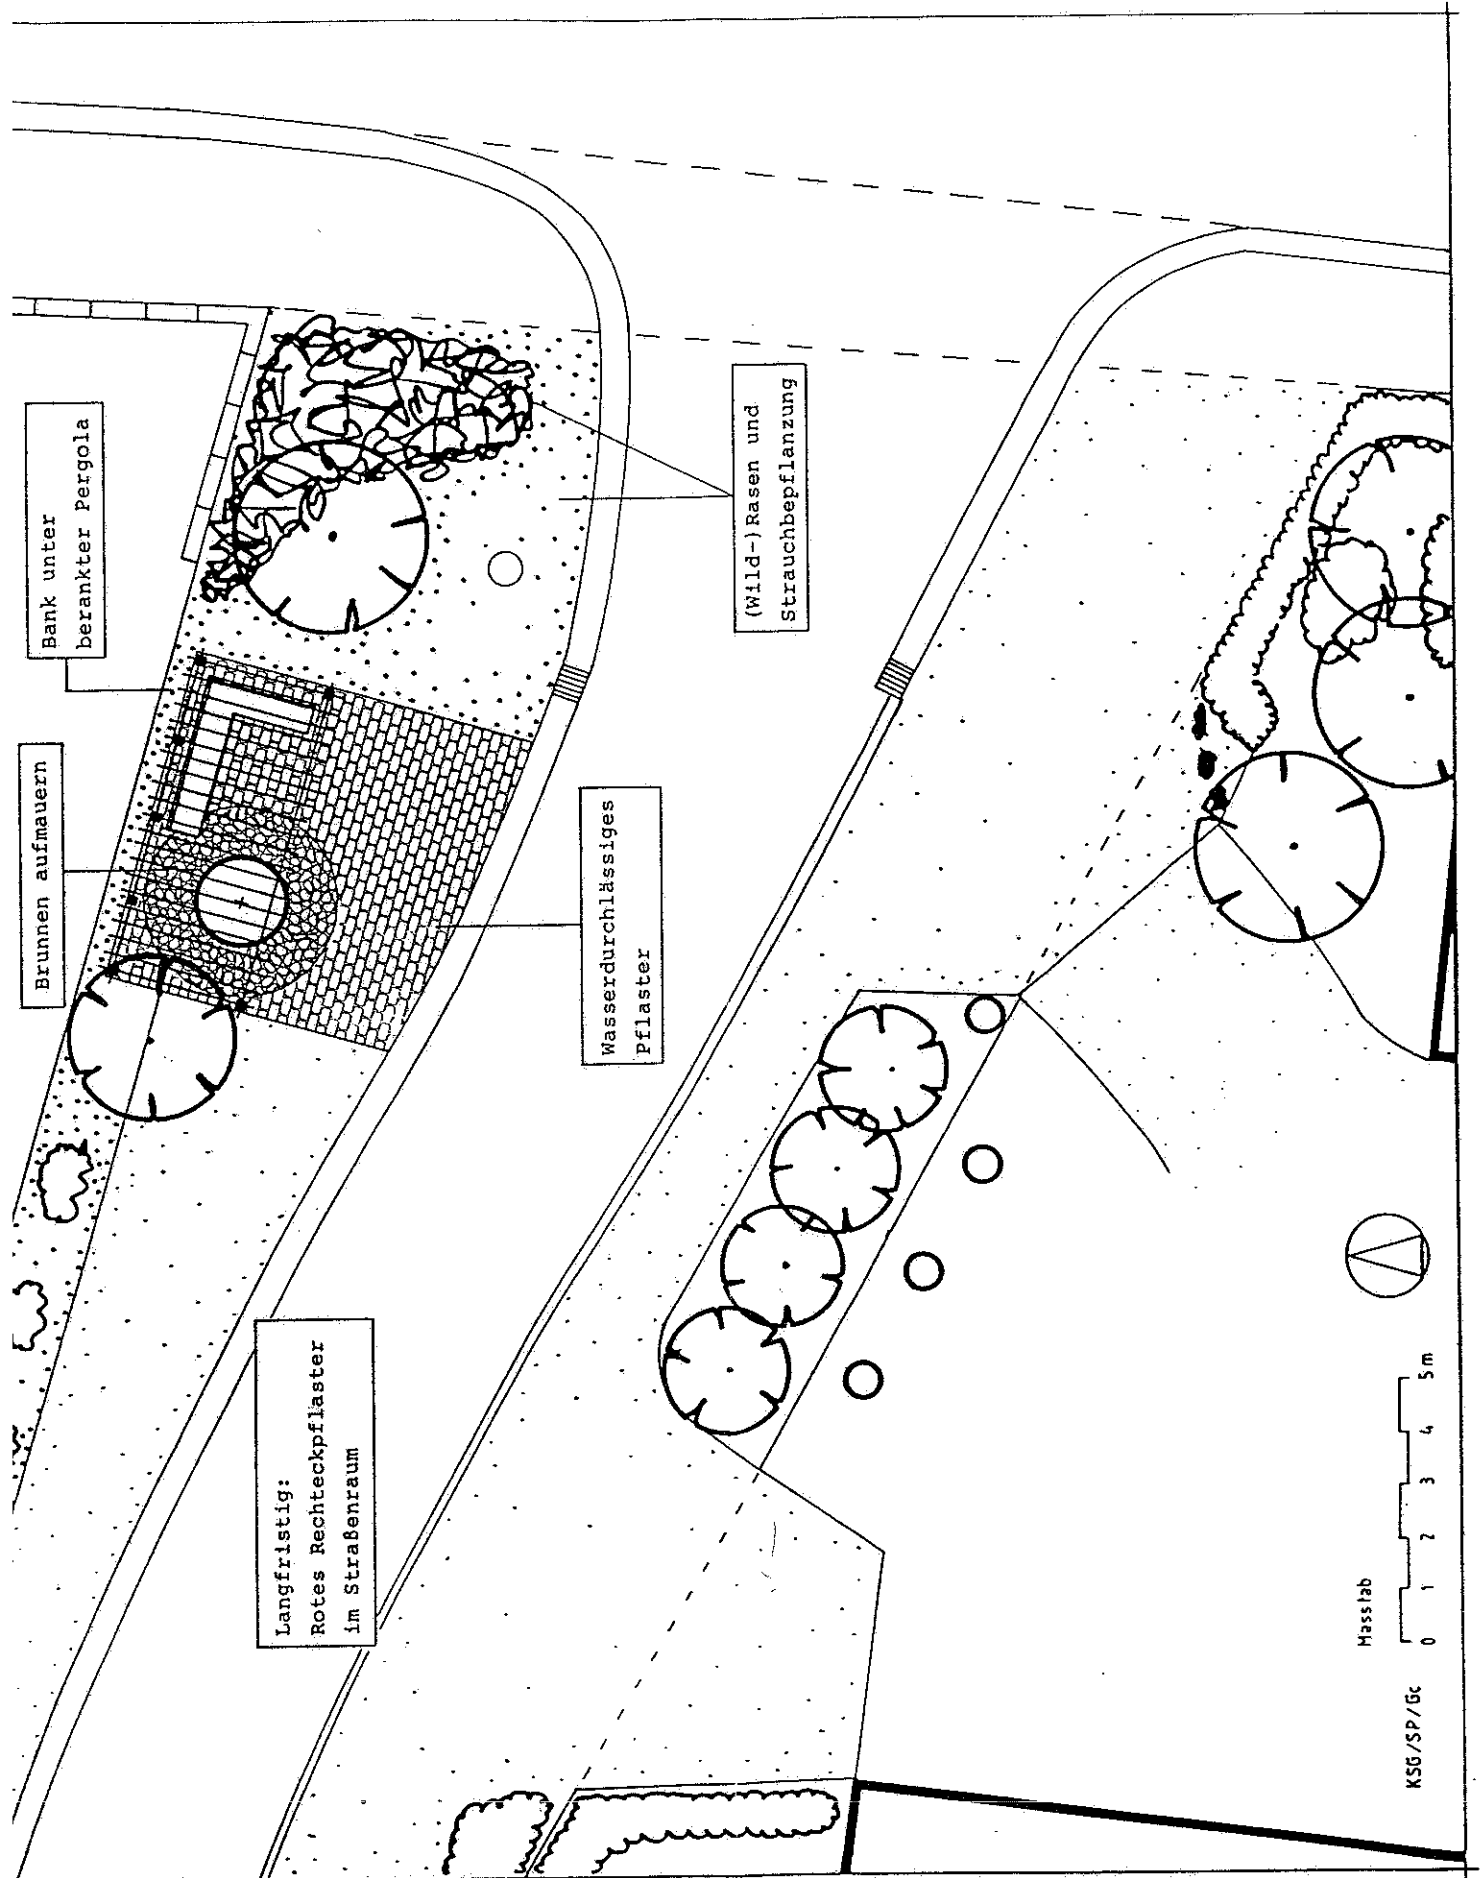 Bank unter
berankter Pergola
Brunnen aufmauern
(Wild-)Rasen und
Strauchbepflanzung
Wasserdurchlässiges
Pflaster
Langfristig:
Rotes Rechteckpflaster
im Straßenraum
Masstab
0 1 2 3 4 5m
KSG/SP/Gc